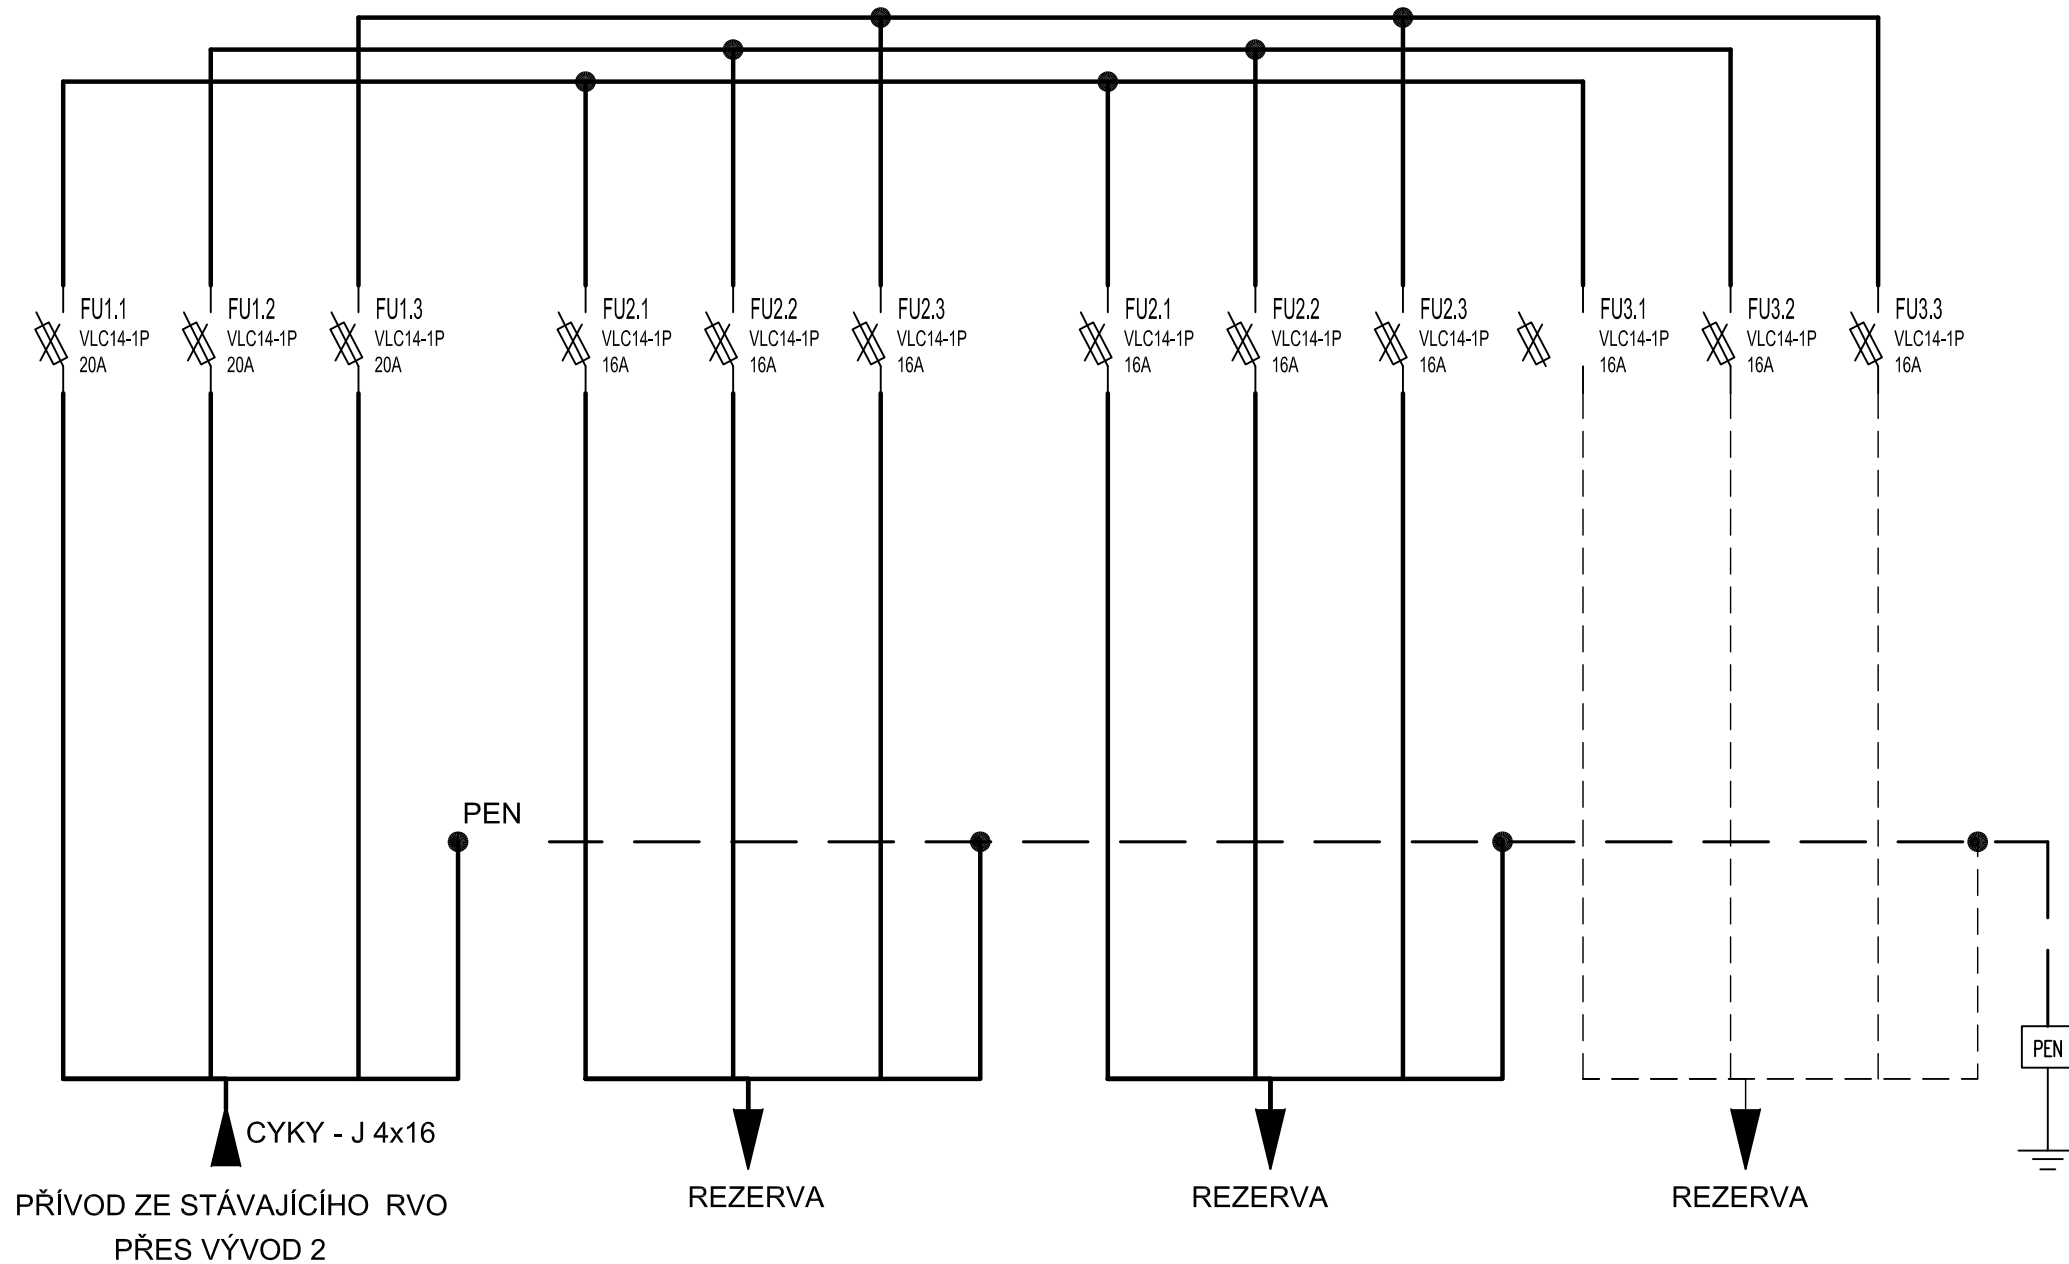 FU1.1
VLC14-1P
20A
FU1.2
VLC14-1P
20A
FU1.3
VLC14-1P
20A
FU2.1
VLC14-1P
16A
FU2.2
VLC14-1P
16A
FU2.3
VLC14-1P
16A
FU2.1
VLC14-1P
16A
FU2.2
VLC14-1P
16A
FU2.3
VLC14-1P
16A
FU3.1
VLC14-1P
16A
FU3.2
VLC14-1P
16A
FU3.3
VLC14-1P
16A
PEN
PEN
CYKY - J 4x16
PŘÍVOD ZE STÁVAJÍCÍHO RVO
PŘES VÝVOD 2
REZERVA
REZERVA
REZERVA